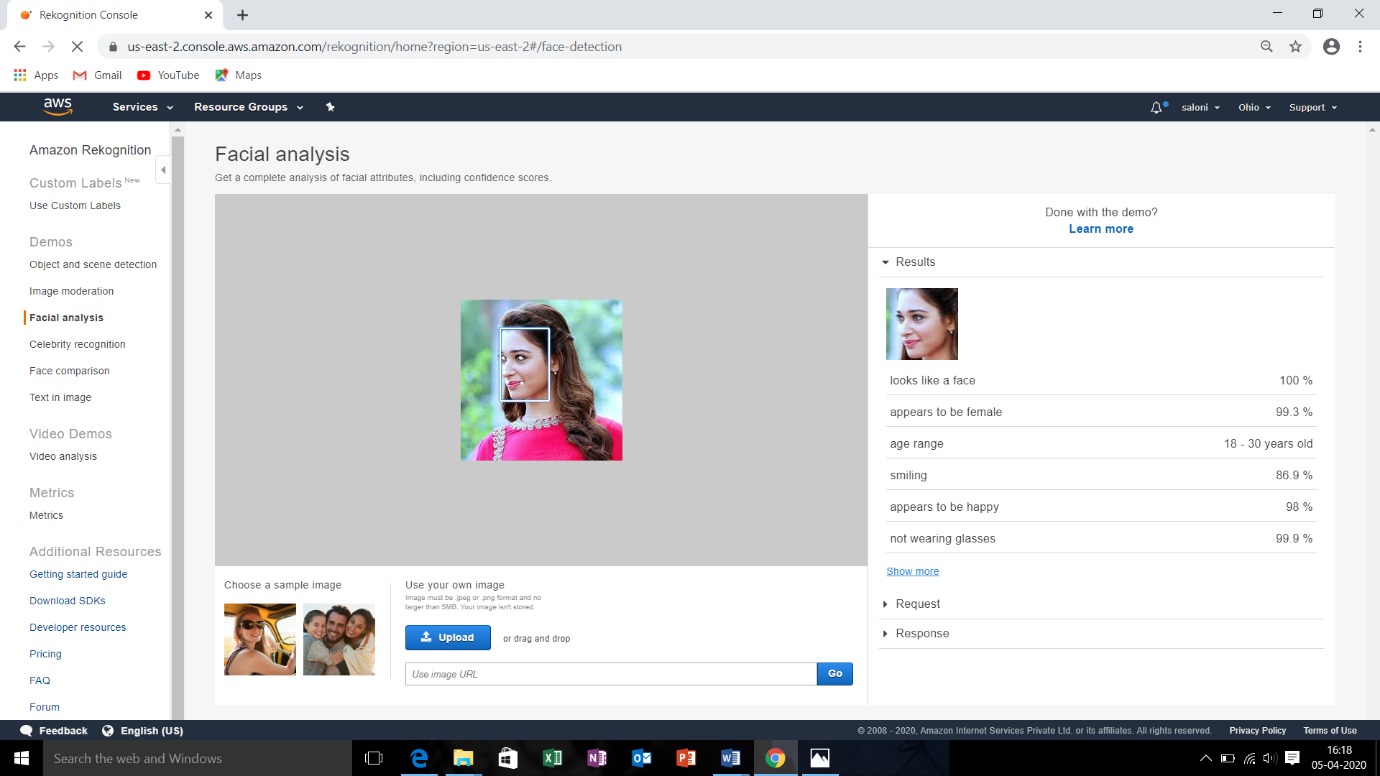 Rekognition Console
us-east-2.console.aws.amazon.com/rekognition/home?region=us-east-2#/face-detection
Apps Gmail YouTube Maps
aws Services Resource Groups saloni Ohio Support
Amazon Rekognition
Custom Labels New
Use Custom Labels
Demos
Object and scene detection
Image moderation
Facial analysis
Celebrity recognition
Face comparison
Text in image
Video Demos
Video analysis
Metrics
Metrics
Additional Resources
Getting started guide
Download SDKs
Developer resources
Pricing
FAQ
Forum
Facial analysis
Get a complete analysis of facial attributes, including confidence scores.
Choose a sample image
Use your own image
Image must be .jpeg or .png format and no
larger than 5MB. Your image isn't stored.
Upload or drag and drop
Use image URL Go
Done with the demo?
Learn more
Results
looks like a face 100 %
appears to be female 99.3 %
age range 18 - 30 years old
smiling 86.9 %
appears to be happy 98 %
not wearing glasses 99.9 %
Show more
Request
Response
Feedback English (US) © 2008 - 2020, Amazon Internet Services Private Ltd. or its affiliates. All rights reserved. Privacy Policy Terms of Use
Search the web and Windows
16:18
05-04-2020